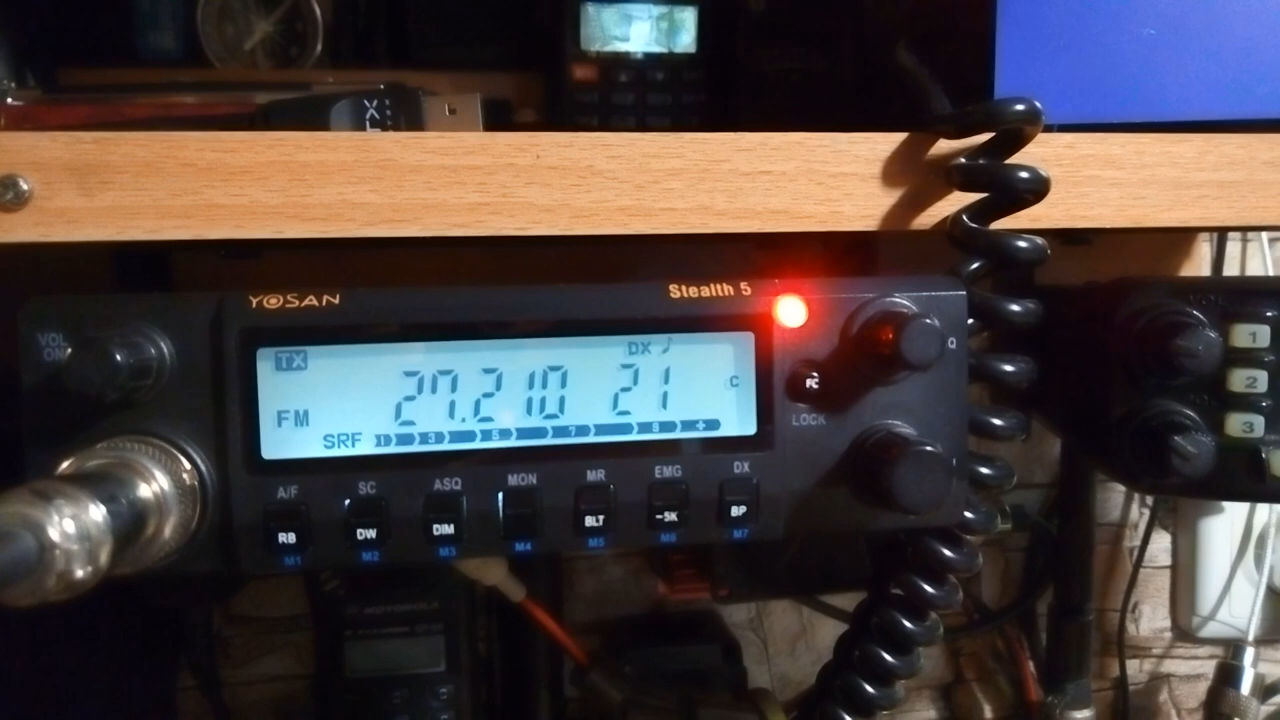 YOSAN
Stealth 5
VOL
ON
TX
DX
27.210 21
C
FM
SRF 1 3 5 7 9 +
Q
FC
LOCK
A/F SC ASQ MON MR EMG DX
RB DW DIM BLT -5K BP
M1 M2 M3 M4 M5 M6 M7
1
2
3
MOTOROLA